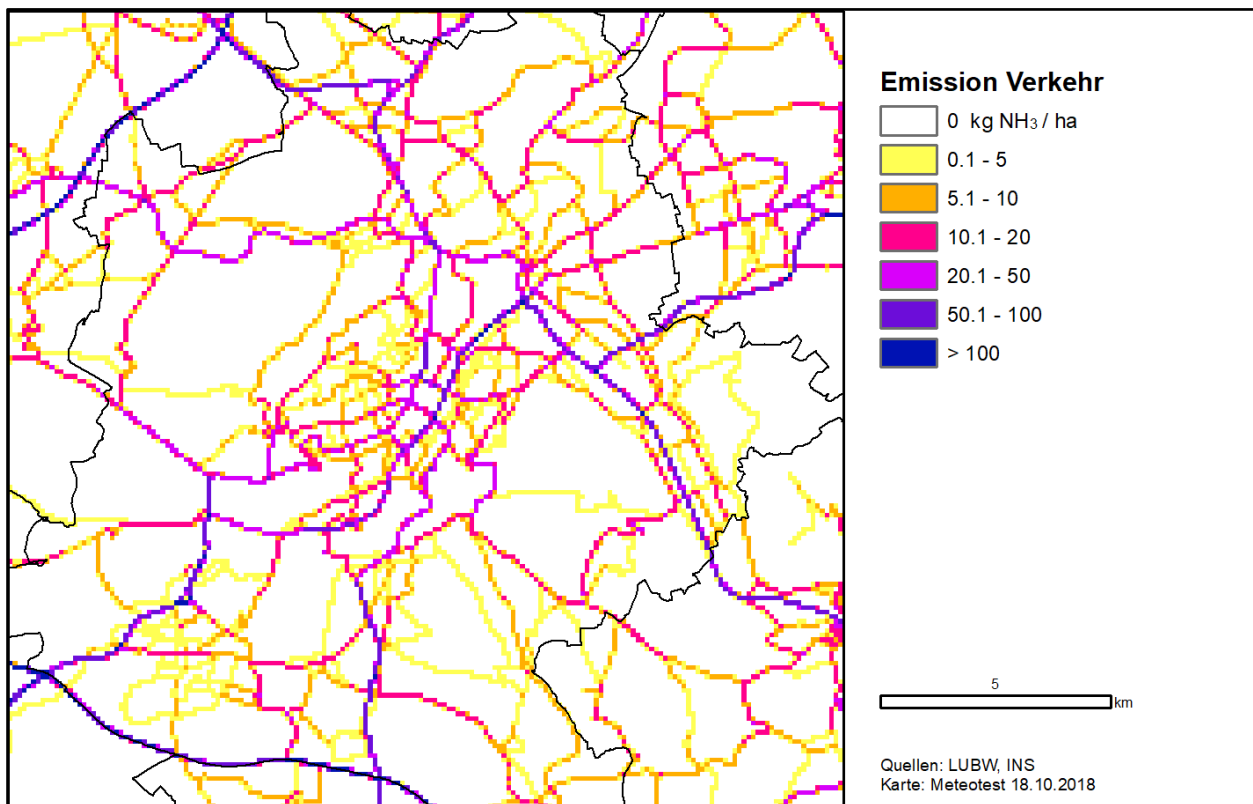 Emission Verkehr
0 kg NH₃ / ha
0.1 - 5
5.1 - 10
10.1 - 20
20.1 - 50
50.1 - 100
> 100
5
km
Quellen: LUBW, INS
Karte: Meteotest 18.10.2018